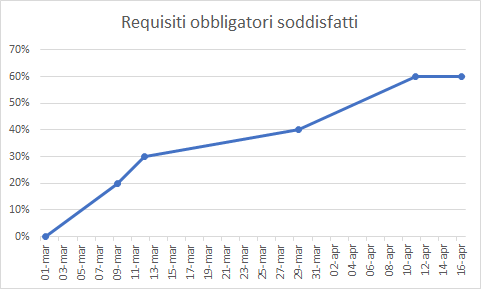 Requisiti obbligatori soddisfatti
70%
60%
50%
40%
30%
20%
10%
0%
01-mar
03-mar
05-mar
07-mar
09-mar
11-mar
13-mar
15-mar
17-mar
19-mar
21-mar
23-mar
25-mar
27-mar
29-mar
31-mar
02-apr
04-apr
06-apr
08-apr
10-apr
12-apr
14-apr
16-apr